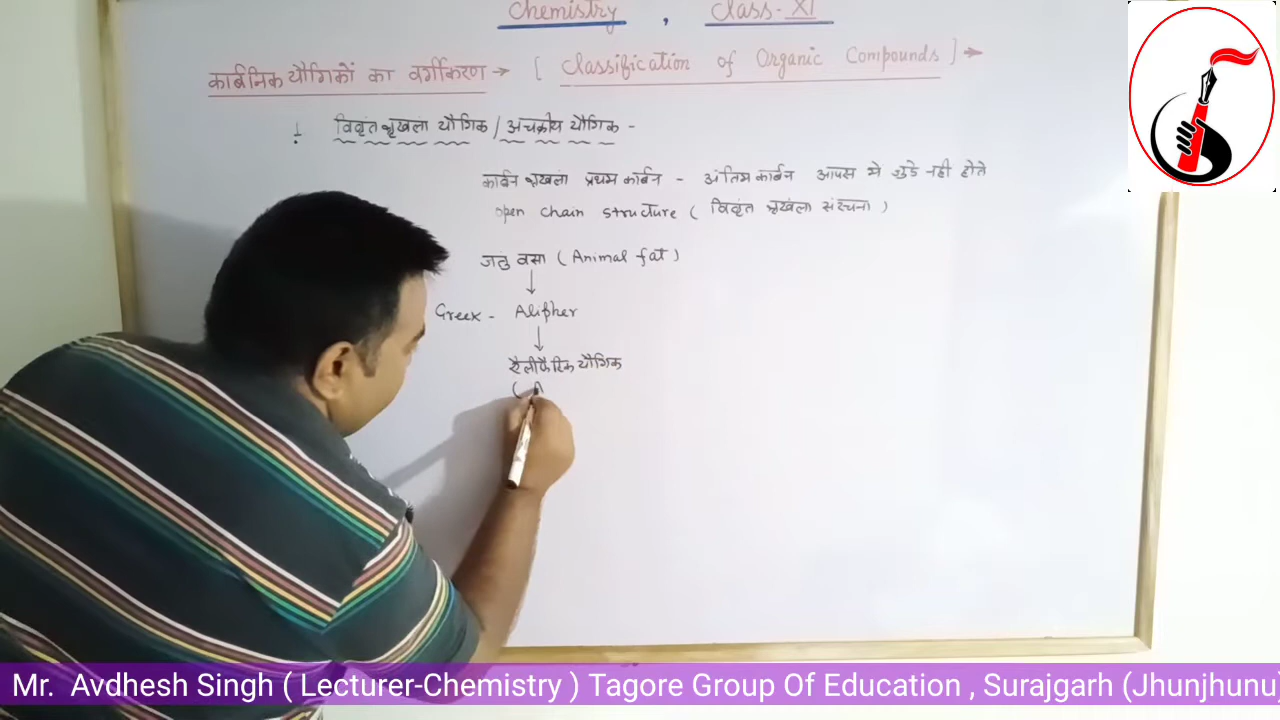 Chemistry , Class- XI
कार्बनिक यौगिकों का वर्गीकरण → [ Classification of Organic Compounds ] →
1. विवृत श्रृखला यौगिक / अचक्रीय यौगिक -
कार्बन श्रृखला प्रथम कार्बन - अंतिम कार्बन आपस मे जुडे नही होते
open chain structure ( विवृत श्रृखंला संरचना )
जतु वसा ( Animal fat )
↓
Greek - Alipher
↓
ऐलीफैटिक यौगिक
( A
Mr. Avdhesh Singh ( Lecturer-Chemistry ) Tagore Group Of Education , Surajgarh (Jhunjhunu)